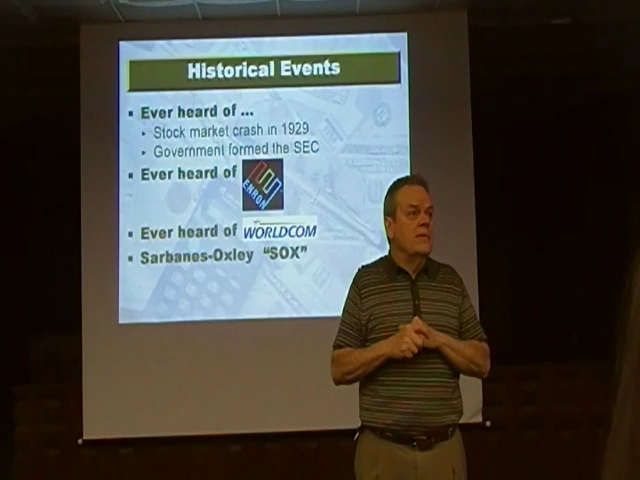 Historical Events
Ever heard of ...
Stock market crash in 1929
Government formed the SEC
Ever heard of ENRON
Ever heard of WORLDCOM
Sarbanes-Oxley "SOX"